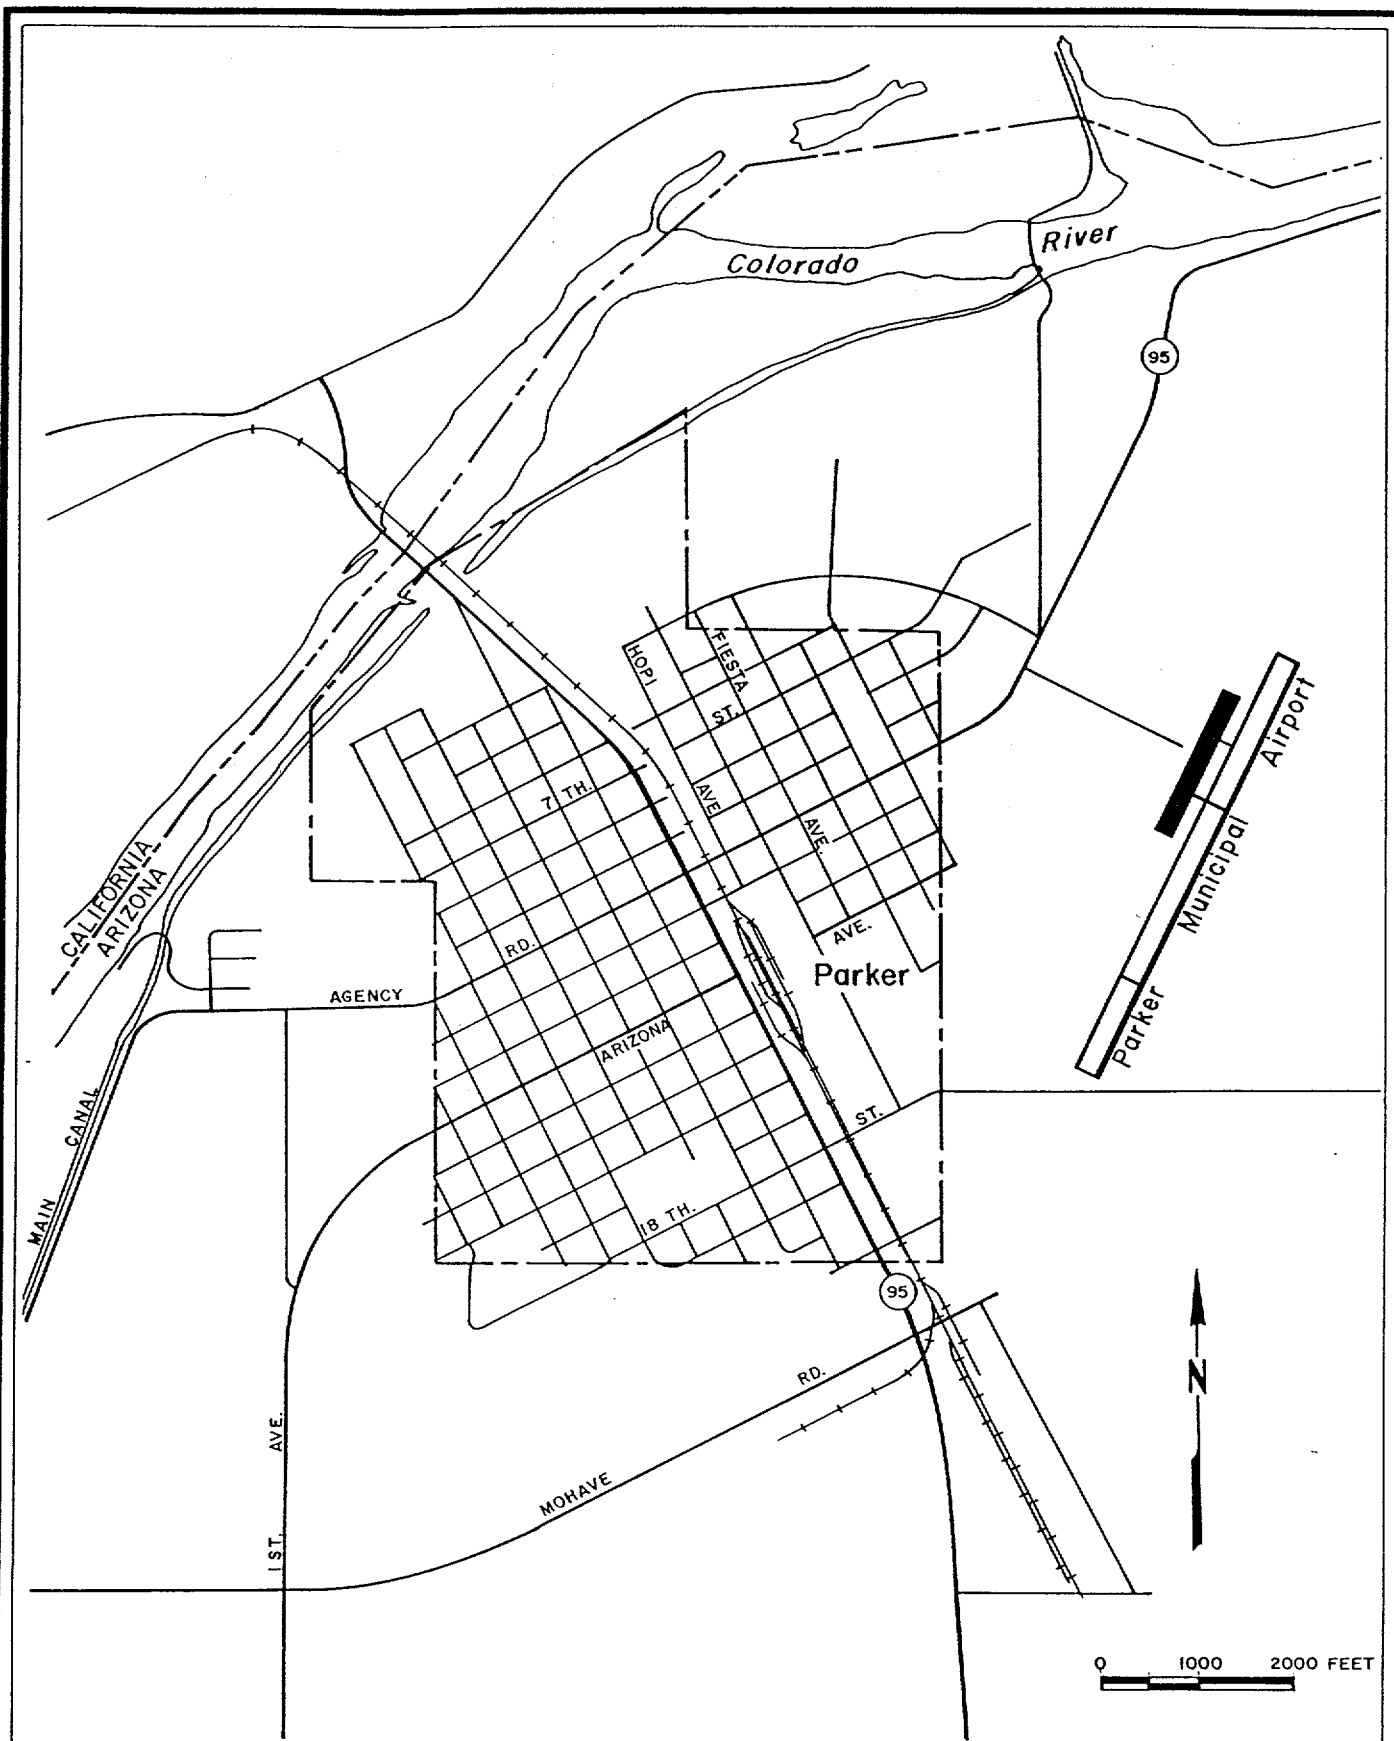 River
Colorado
95
HOPI
FIESTA
ST.
Airport
7 TH.
AVE.
AVE.
Municipal
CALIFORNIA
ARIZONA
RD.
AVE.
Parker
AGENCY
Parker
ARIZONA
CANAL
ST.
MAIN
18 TH.
95
N
RD.
AVE.
MOHAVE
1 ST.
0 1000 2000 FEET